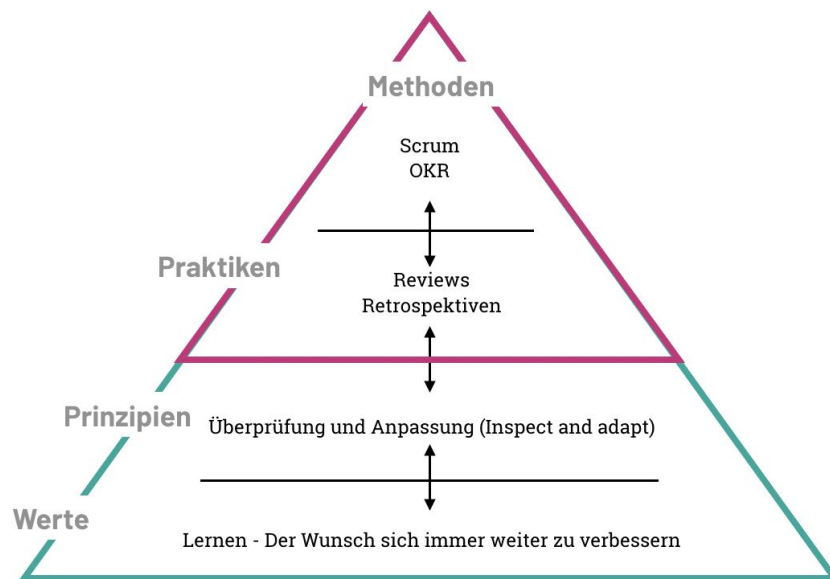 Methoden
Scrum
OKR
Praktiken
Reviews
Retrospektiven
Prinzipien
Überprüfung und Anpassung (Inspect and adapt)
Werte
Lernen - Der Wunsch sich immer weiter zu verbessern